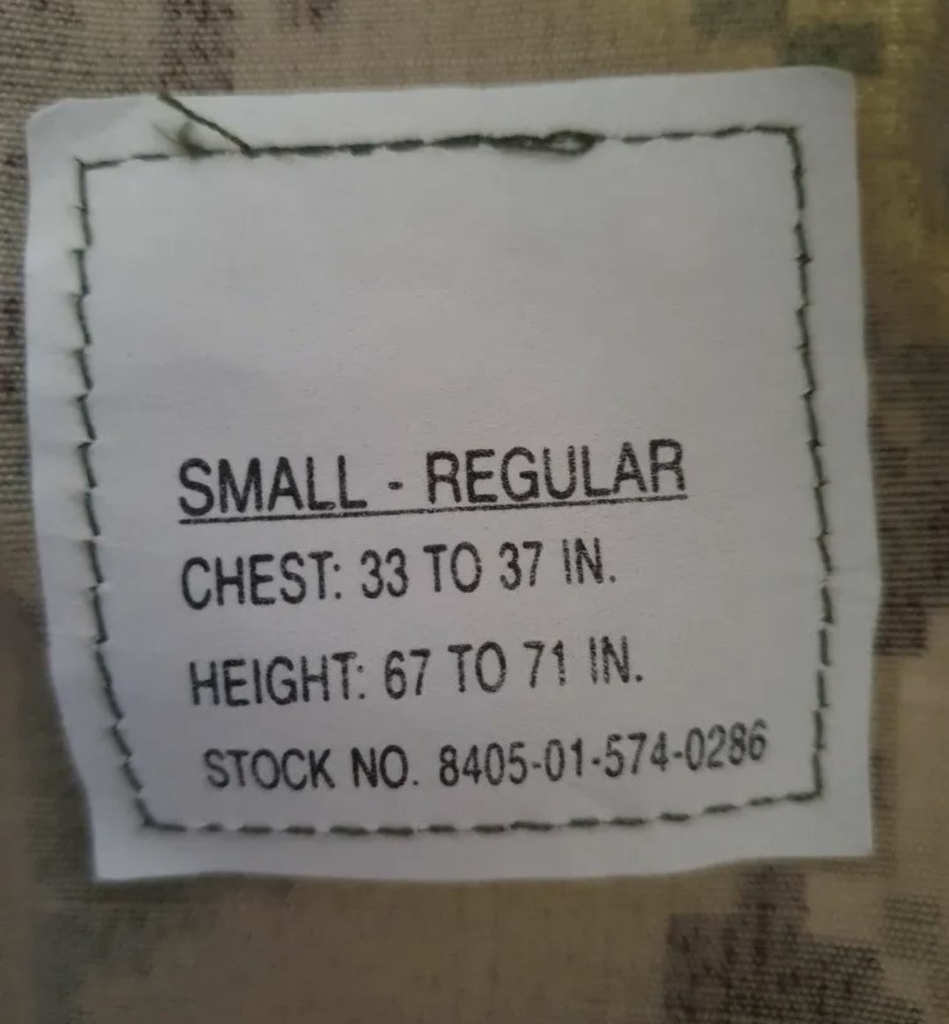 SMALL - REGULAR
CHEST: 33 TO 37 IN.
HEIGHT: 67 TO 71 IN.
STOCK NO. 8405-01-574-0286